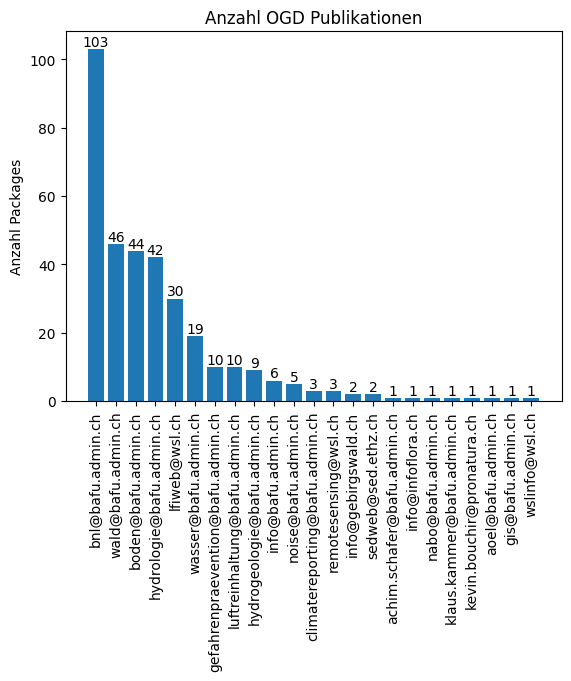 Anzahl OGD Publikationen
Anzahl Packages
100
80
60
40
20
0
103
46
44
42
30
19
10
10
9
6
5
3
3
2
2
1
1
1
1
1
1
1
1
bnl@bafu.admin.ch
wald@bafu.admin.ch
boden@bafu.admin.ch
hydrologie@bafu.admin.ch
lfiweb@wsl.ch
wasser@bafu.admin.ch
gefahrenpraevention@bafu.admin.ch
luftreinhaltung@bafu.admin.ch
hydrogeologie@bafu.admin.ch
info@bafu.admin.ch
noise@bafu.admin.ch
climatereporting@bafu.admin.ch
remotesensing@wsl.ch
info@gebirgswald.ch
sedweb@sed.ethz.ch
achim.schafer@bafu.admin.ch
info@infoflora.ch
nabo@bafu.admin.ch
klaus.kammer@bafu.admin.ch
kevin.bouchir@pronatura.ch
aoel@bafu.admin.ch
gis@bafu.admin.ch
wslinfo@wsl.ch